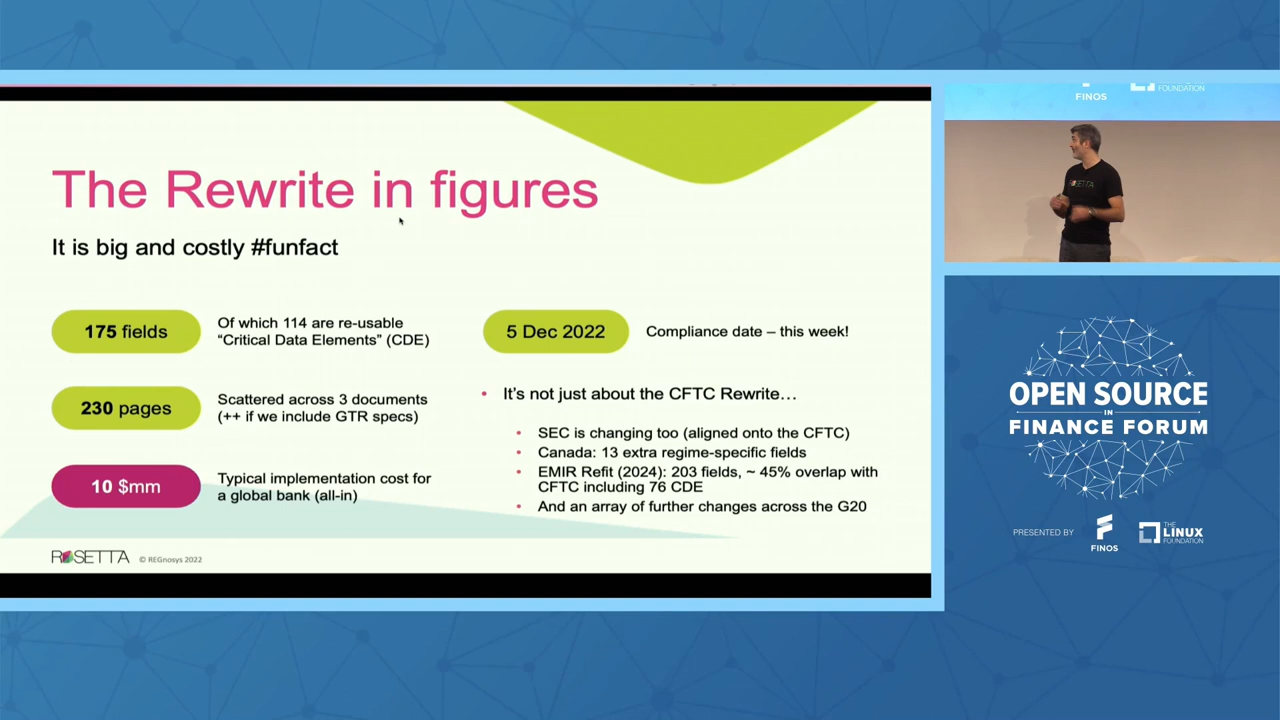 The Rewrite in figures
It is big and costly #funfact
175 fields
Of which 114 are re-usable
“Critical Data Elements” (CDE)
230 pages
Scattered across 3 documents
(++ if we include GTR specs)
10 $mm
Typical implementation cost for
a global bank (all-in)
5 Dec 2022
Compliance date – this week!
• It’s not just about the CFTC Rewrite…
• SEC is changing too (aligned onto the CFTC)
• Canada: 13 extra regime-specific fields
• EMIR Refit (2024): 203 fields, ~ 45% overlap with
CFTC including 76 CDE
• And an array of further changes across the G20
ROSETTA
© REGnosys 2022
FINOS
FOUNDATION
ROSETTA
OPEN SOURCE
IN
FINANCE FORUM
PRESENTED BY
FINOS
THE
LINUX
FOUNDATION